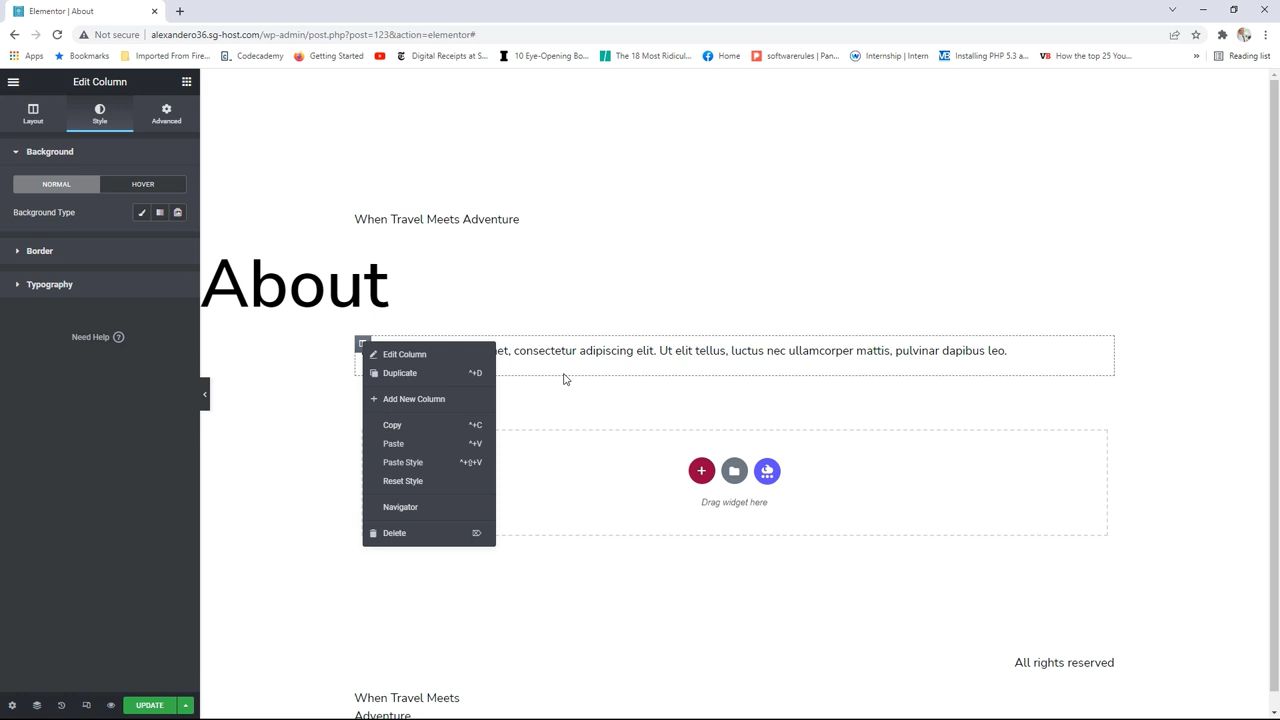 Elementor | About
Not secure | alexandero36.sg-host.com/wp-admin/post.php?post=123&action=elementor#
Apps
Bookmarks
Imported From Fire...
Codecademy
Getting Started
Digital Receipts at S...
10 Eye-Opening Bo...
The 18 Most Ridicul...
Home
softwarerules | Pan...
Internship | Intern
Installing PHP 5.3 a...
VB
How the top 25 You...
»
Reading list
Edit Column
Layout
Style
Advanced
Background
NORMAL
HOVER
Background Type
Border
Typography
Need Help ?
When Travel Meets Adventure
About
et, consectetur adipiscing elit. Ut elit tellus, luctus nec ullamcorper mattis, pulvinar dapibus leo.
Edit Column
Duplicate ^+D
+ Add New Column
Copy ^+C
Paste ^+V
Paste Style ^+⇧+V
Reset Style
Navigator
Delete ⌦
Drag widget here
All rights reserved
When Travel Meets
Adventure
UPDATE